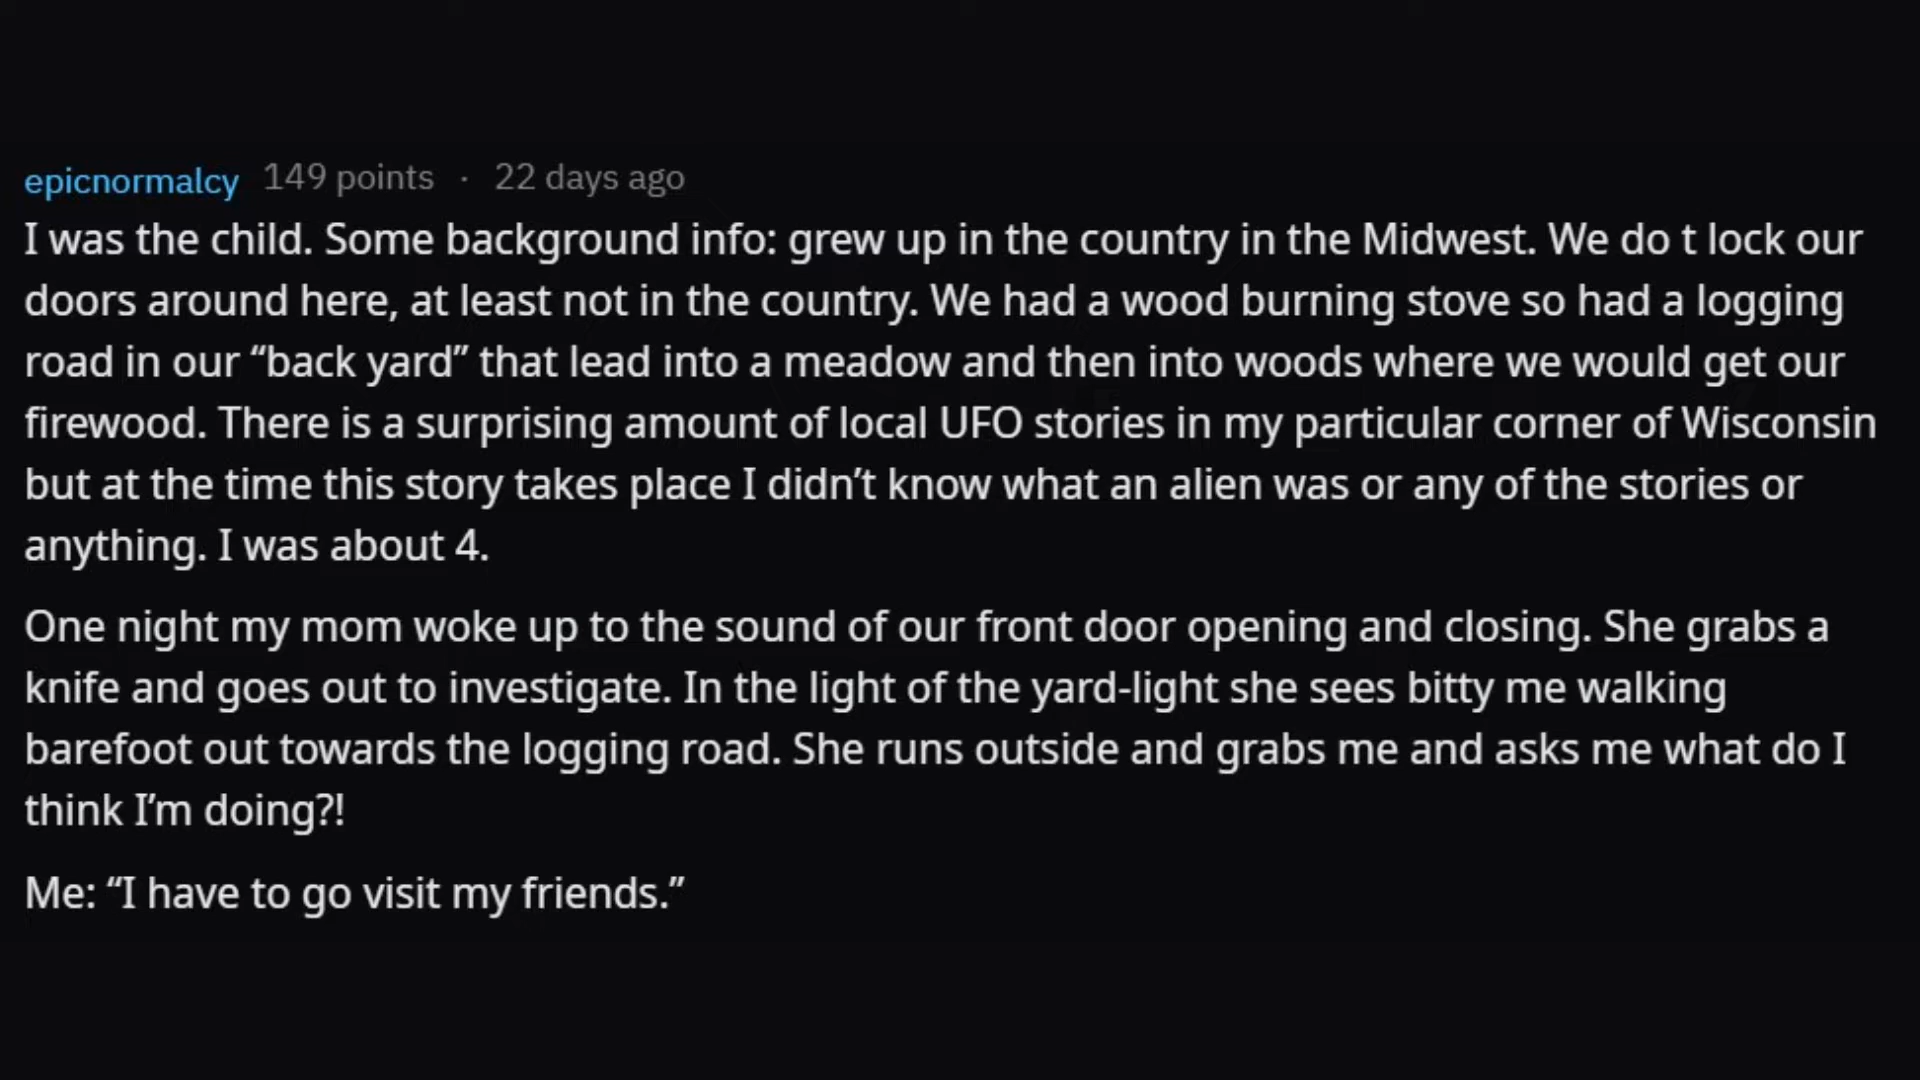 epicnormalcy 149 points · 22 days ago
I was the child. Some background info: grew up in the country in the Midwest. We do t lock our
doors around here, at least not in the country. We had a wood burning stove so had a logging
road in our “back yard” that lead into a meadow and then into woods where we would get our
firewood. There is a surprising amount of local UFO stories in my particular corner of Wisconsin
but at the time this story takes place I didn’t know what an alien was or any of the stories or
anything. I was about 4.
One night my mom woke up to the sound of our front door opening and closing. She grabs a
knife and goes out to investigate. In the light of the yard-light she sees bitty me walking
barefoot out towards the logging road. She runs outside and grabs me and asks me what do I
think I’m doing?!
Me: “I have to go visit my friends.”